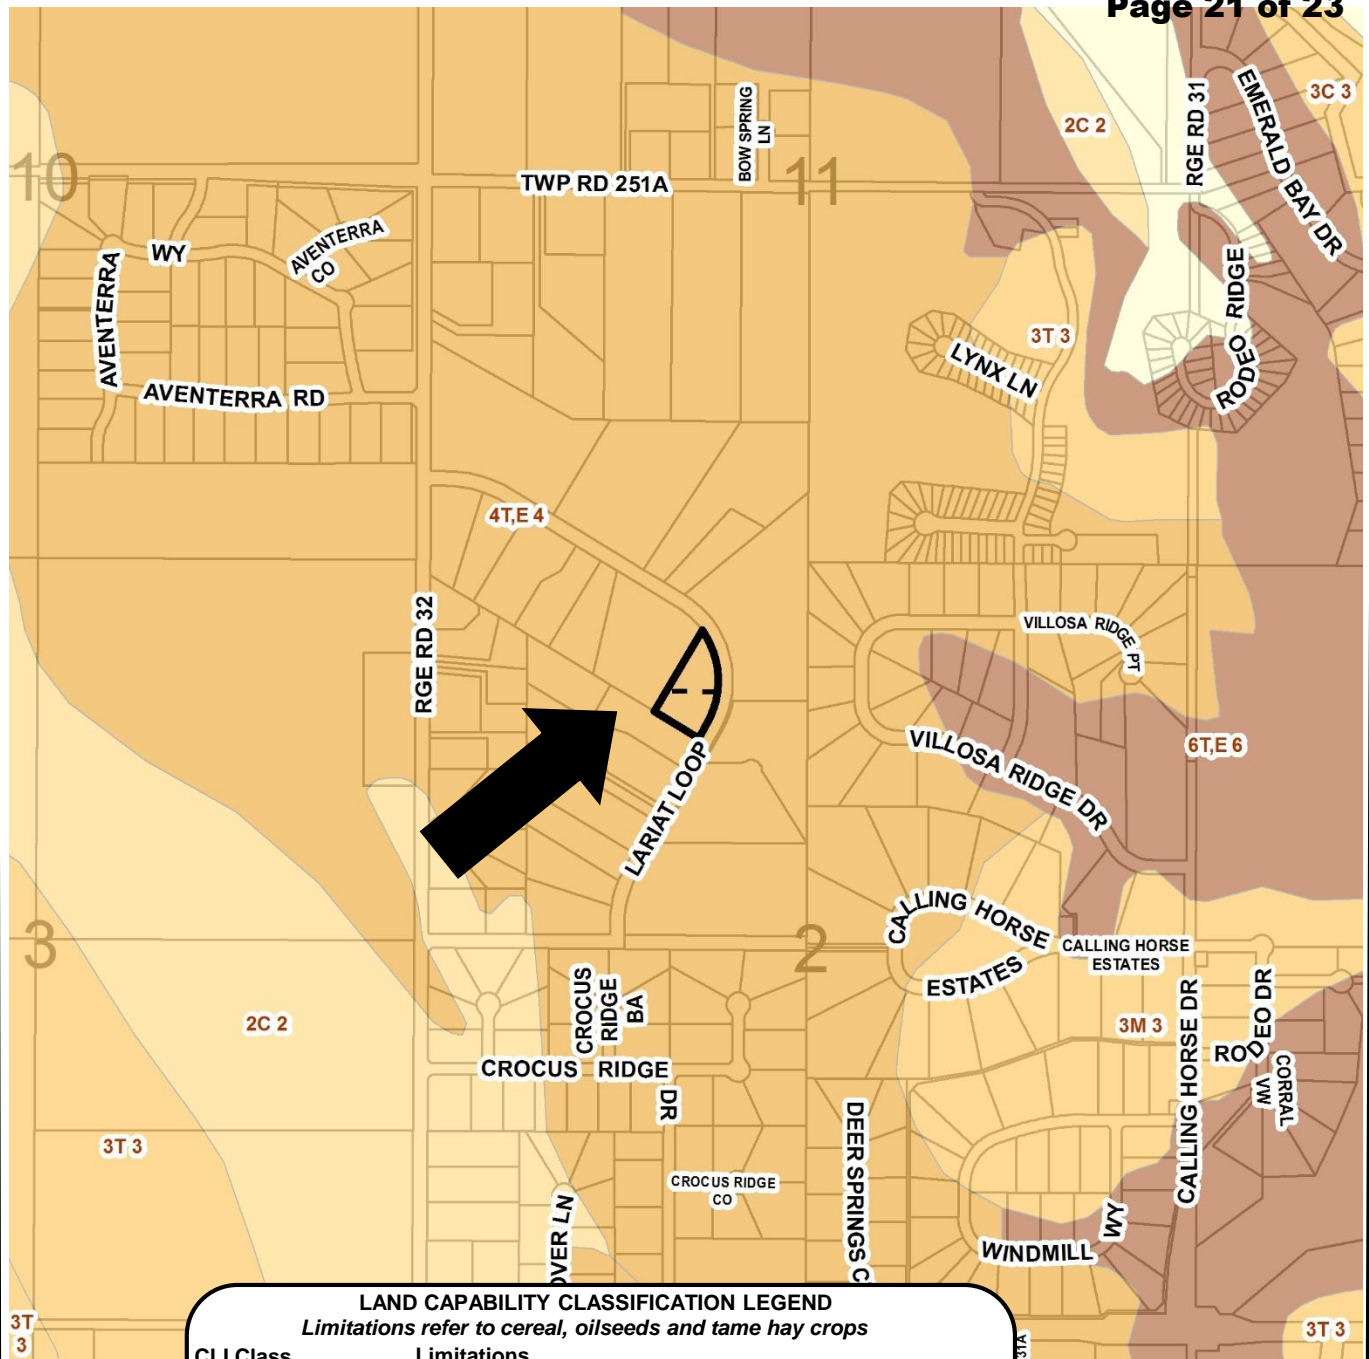 Page 21 of 23
3C 3
EMERALD BAY DR
RGE RD 31
2C 2
BOW SPRING
LN
10
TWP RD 251A
11
WY
AVENTERRA
CO
AVENTERRA
RODEO RIDGE
3T 3
LYNX LN
AVENTERRA RD
4T,E 4
RGE RD 32
VILLOSA RIDGE PT
VILLOSA RIDGE DR
6T,E 6
LARIAT LOOP
3
2
CALLING HORSE
ESTATES
CALLING HORSE
ESTATES
CROCUS
RIDGE
BA
2C 2
3M 3
CALLING HORSE DR
RODEO DR
CORRAL
VW
CROCUS RIDGE
DR
DEER SPRINGS C
3T 3
CROCUS RIDGE
CO
OVER LN
WINDMILL WY
3T
3
3T 3
31A
LAND CAPABILITY CLASSIFICATION LEGEND
Limitations refer to cereal, oilseeds and tame hay crops
CLI Class Limitations